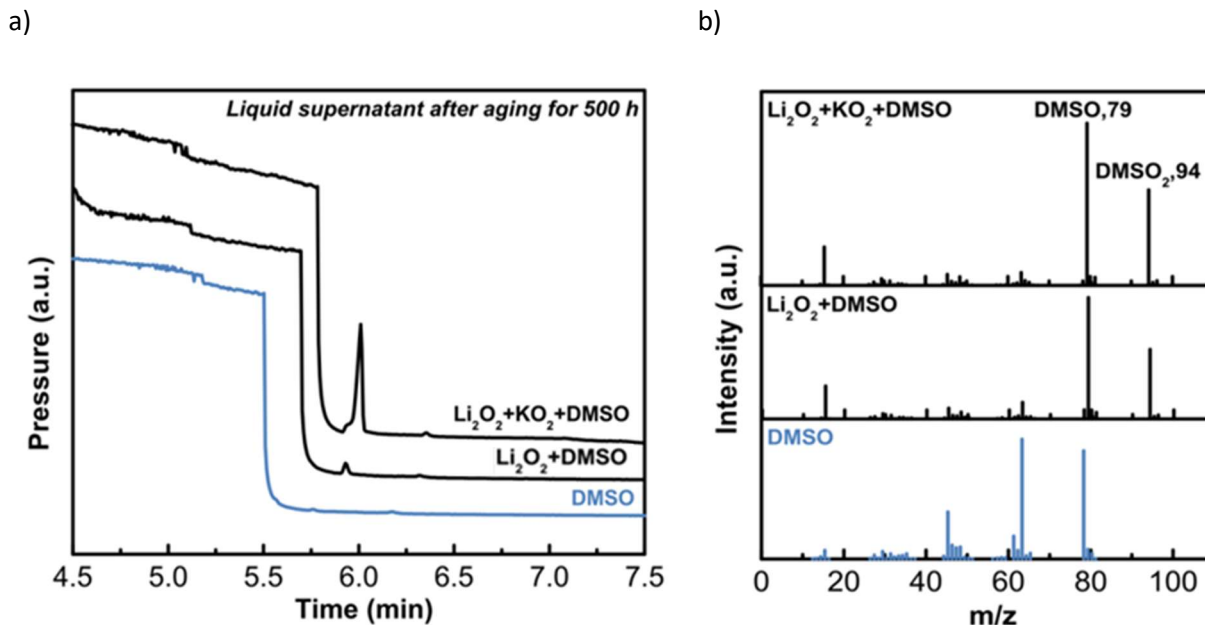 a)
b)
Liquid supernatant after aging for 500 h
Pressure (a.u.)
Li₂O₂+KO₂+DMSO
Li₂O₂+DMSO
DMSO
4.5 5.0 5.5 6.0 6.5 7.0 7.5
Time (min)
Li₂O₂+KO₂+DMSO
DMSO,79
DMSO₂,94
Li₂O₂+DMSO
DMSO
Intensity (a.u.)
0 20 40 60 80 100
m/z